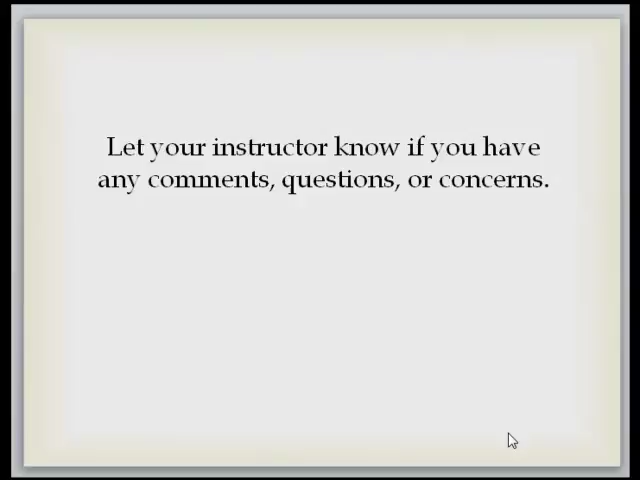 Let your instructor know if you have
any comments, questions, or concerns.